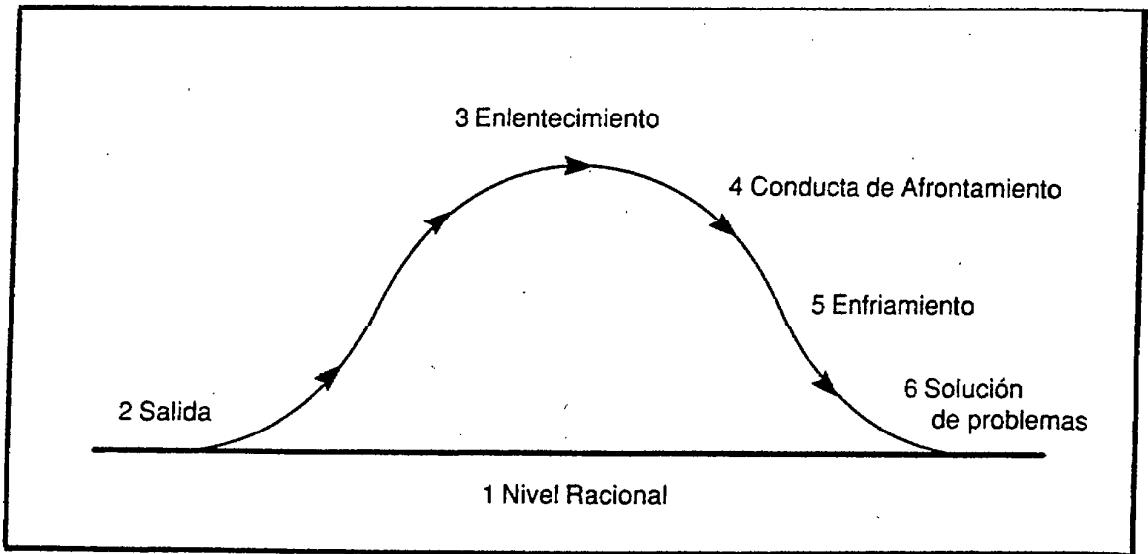 3 Enlentecimiento
4 Conducta de Afrontamiento
5 Enfriamiento
2 Salida
6 Solución
de problemas
1 Nivel Racional